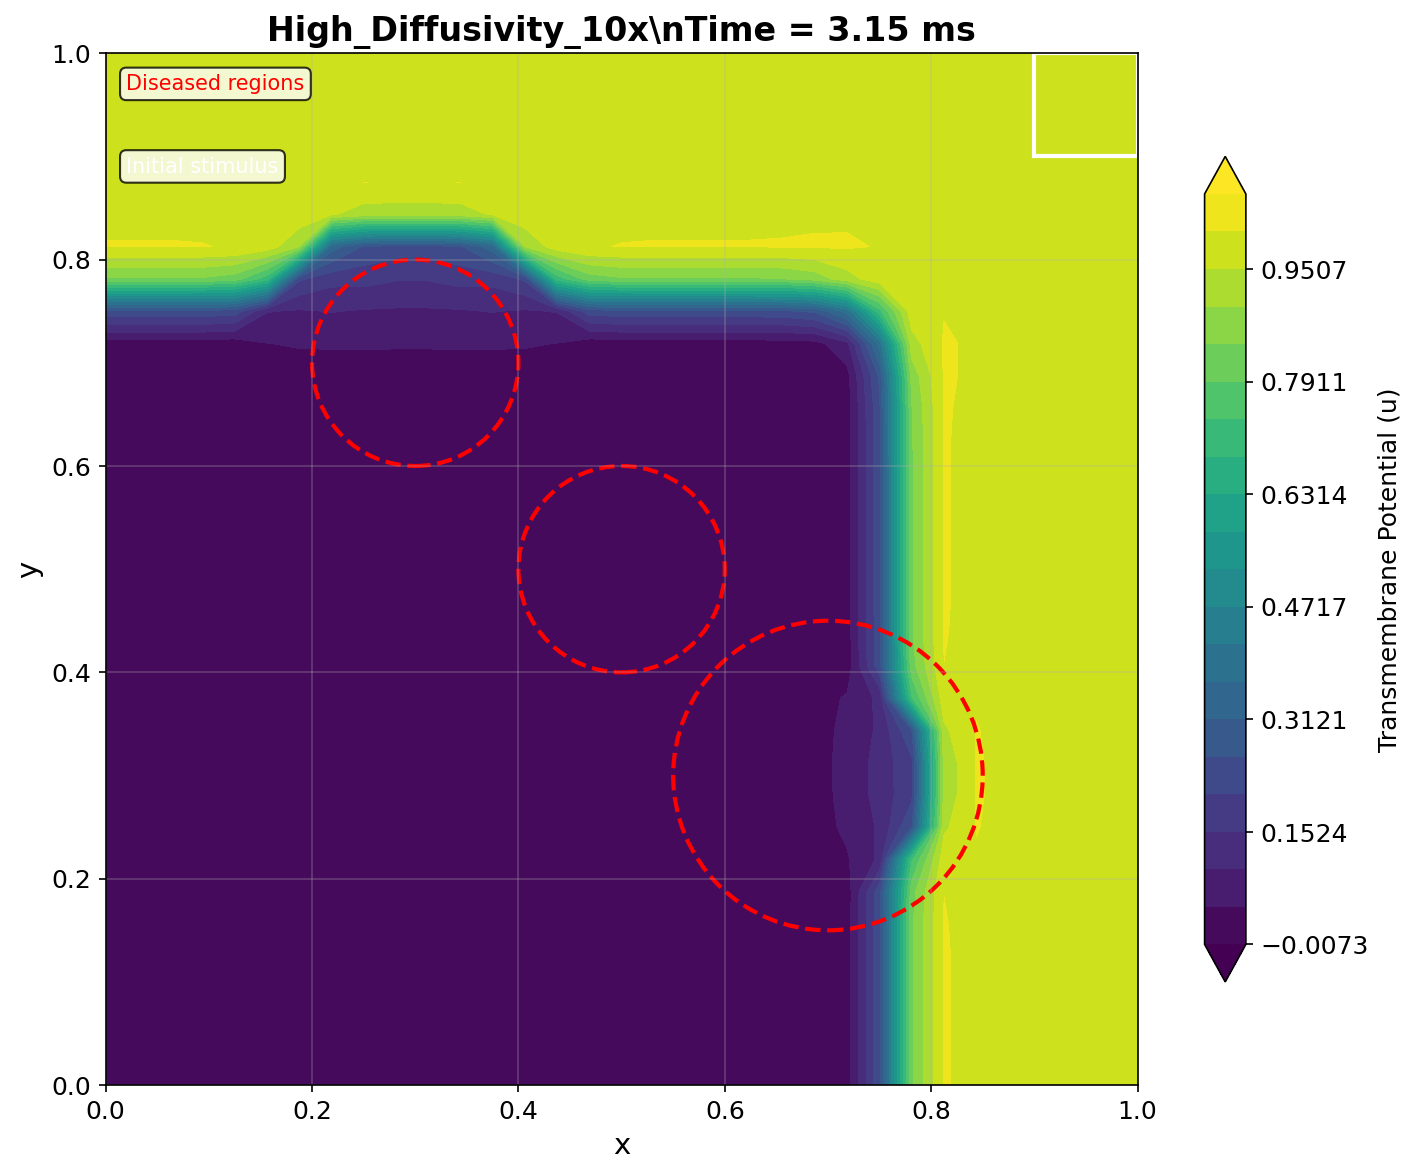 High_Diffusivity_10x\nTime = 3.15 ms
Diseased regions
Initial stimulus
1.0
0.8
0.6
0.4
0.2
0.0
y
0.0 0.2 0.4 0.6 0.8 1.0
x
0.9507
0.7911
0.6314
0.4717
0.3121
0.1524
−0.0073
Transmembrane Potential (u)